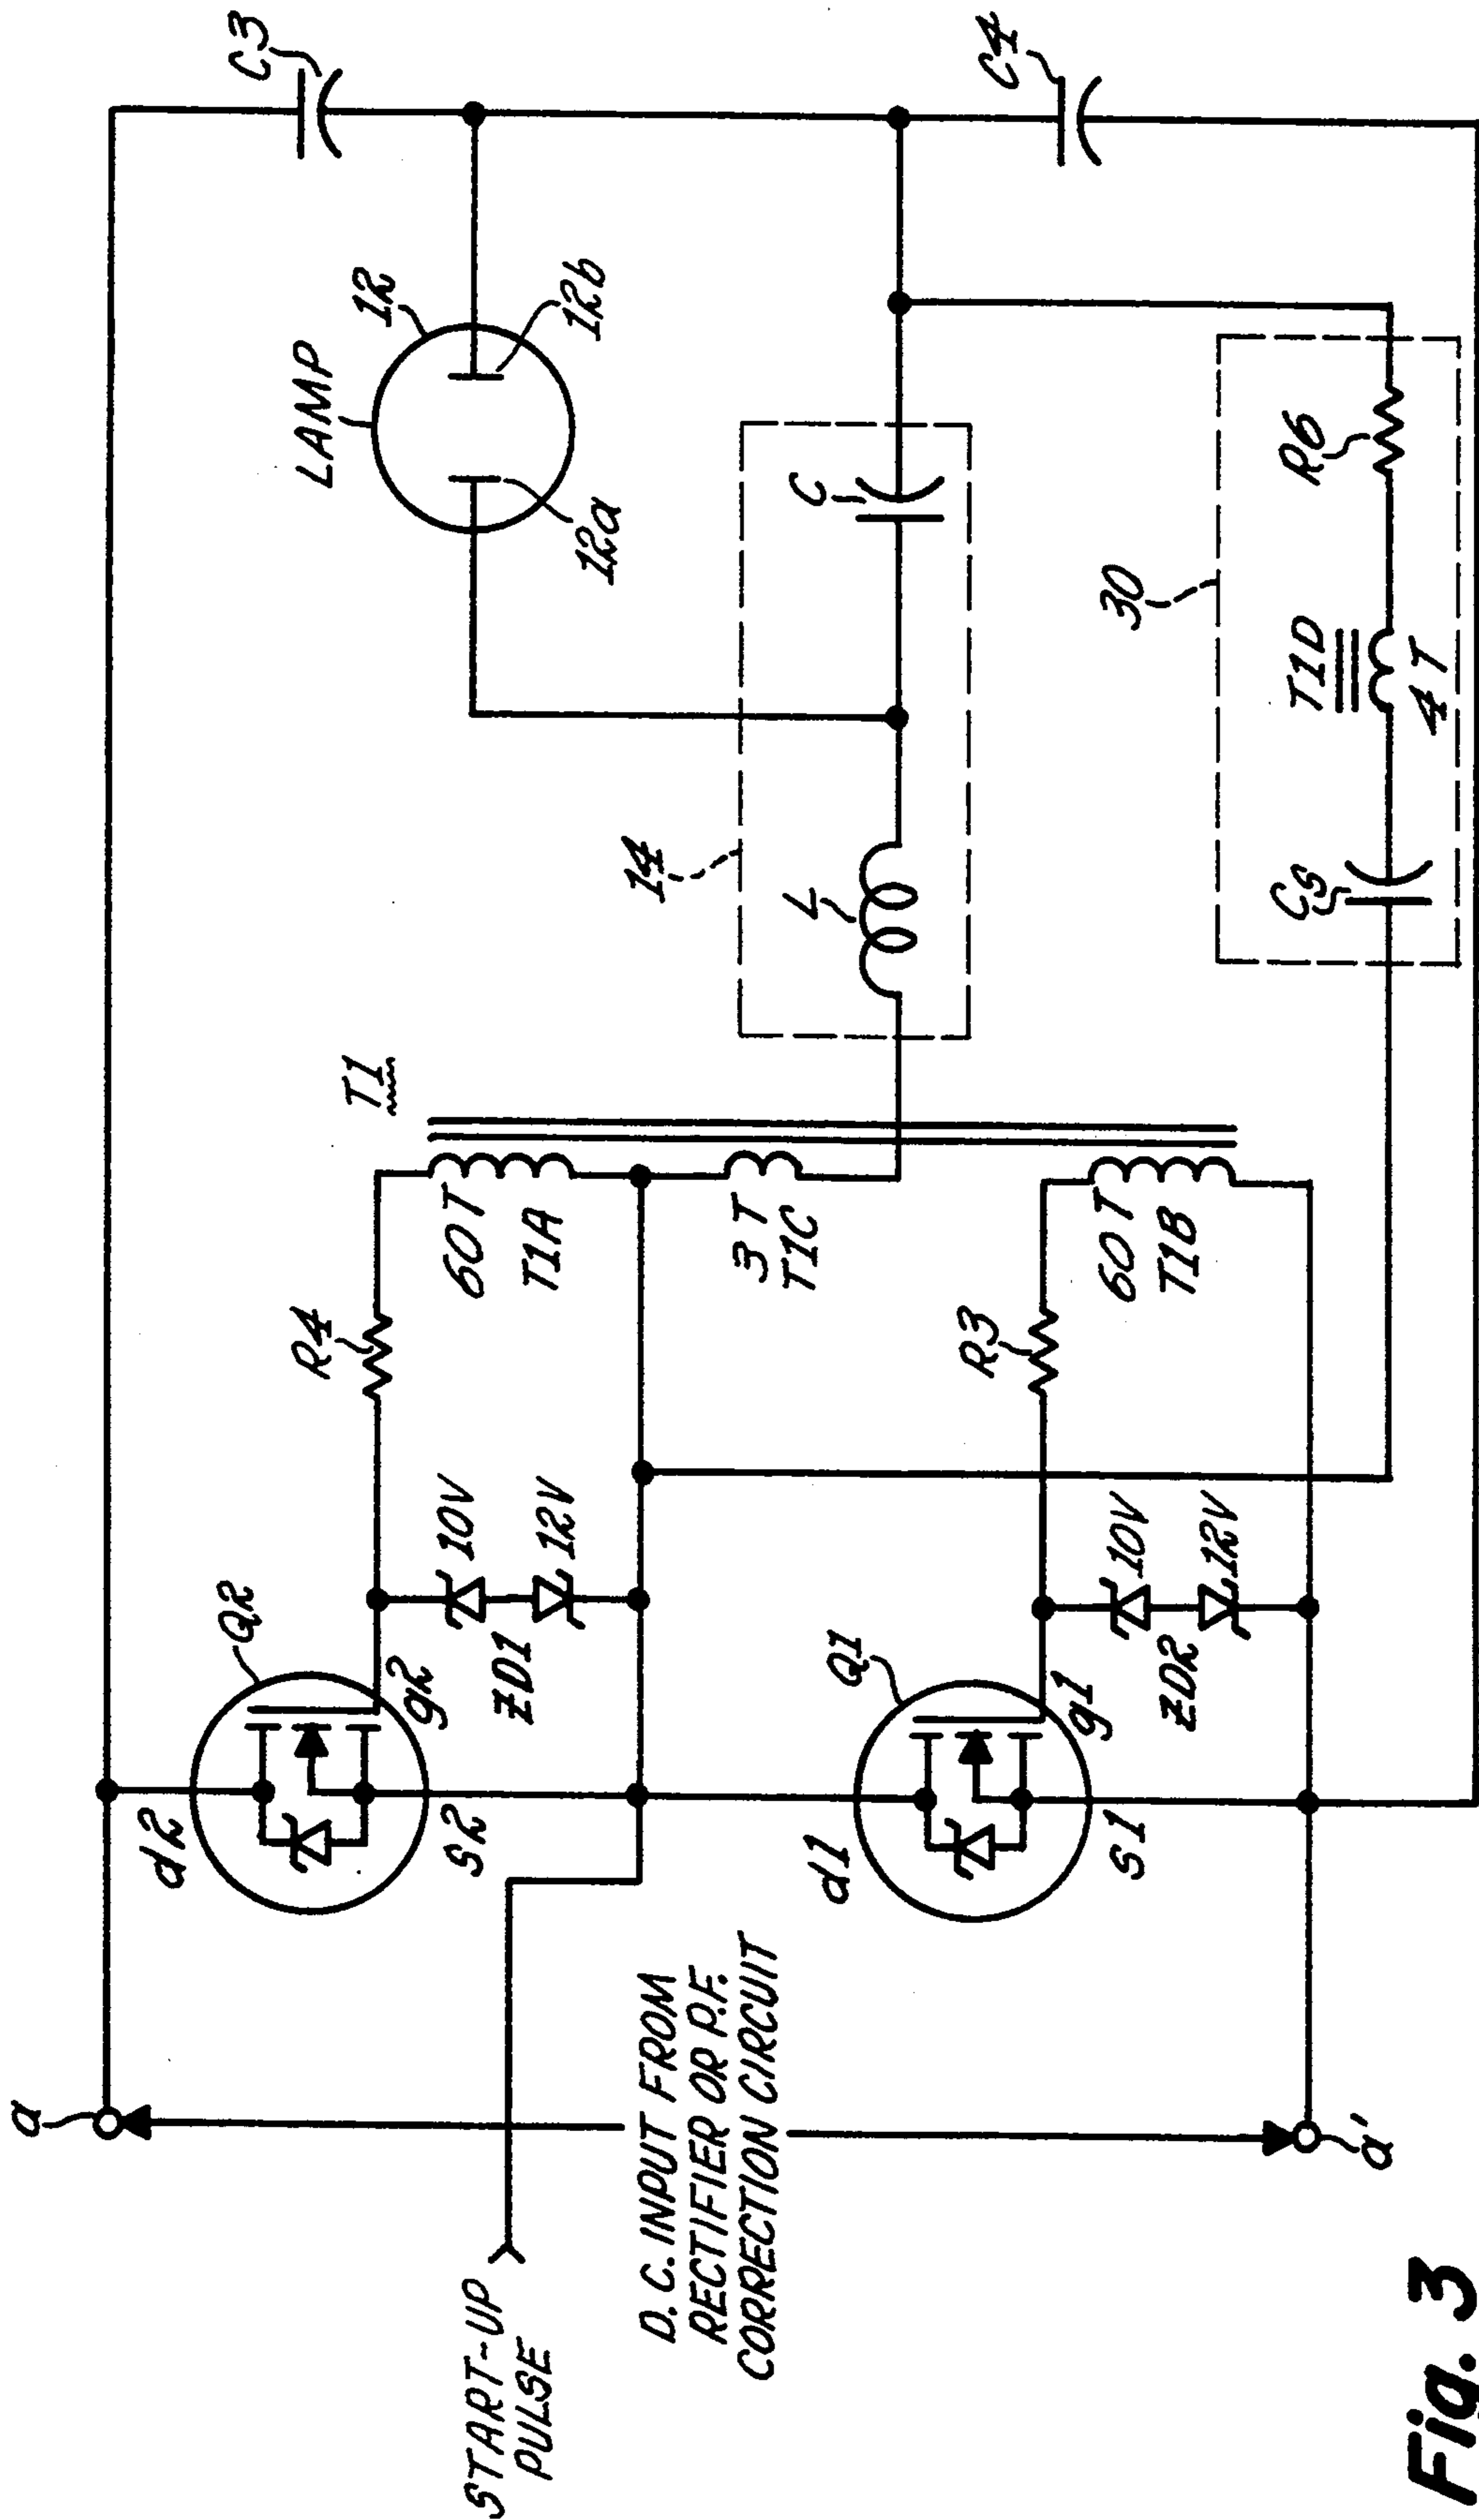 a
START-UP
PULSE
D.C. INPUT FROM
RECTIFIER OR P.F.
CORRECTION CIRCUIT
a'
d2
Q2
g2
s2
ZD1
10V
12V
R4
60T
T1A
T1
3T
T1C
d1
Q1
g1
s1
ZD2
10V
12V
R3
60T
T1B
14
L
C
LAMP
12
12a
12b
C3
C4
30
C9
T1D
4T
R6
Fig. 3